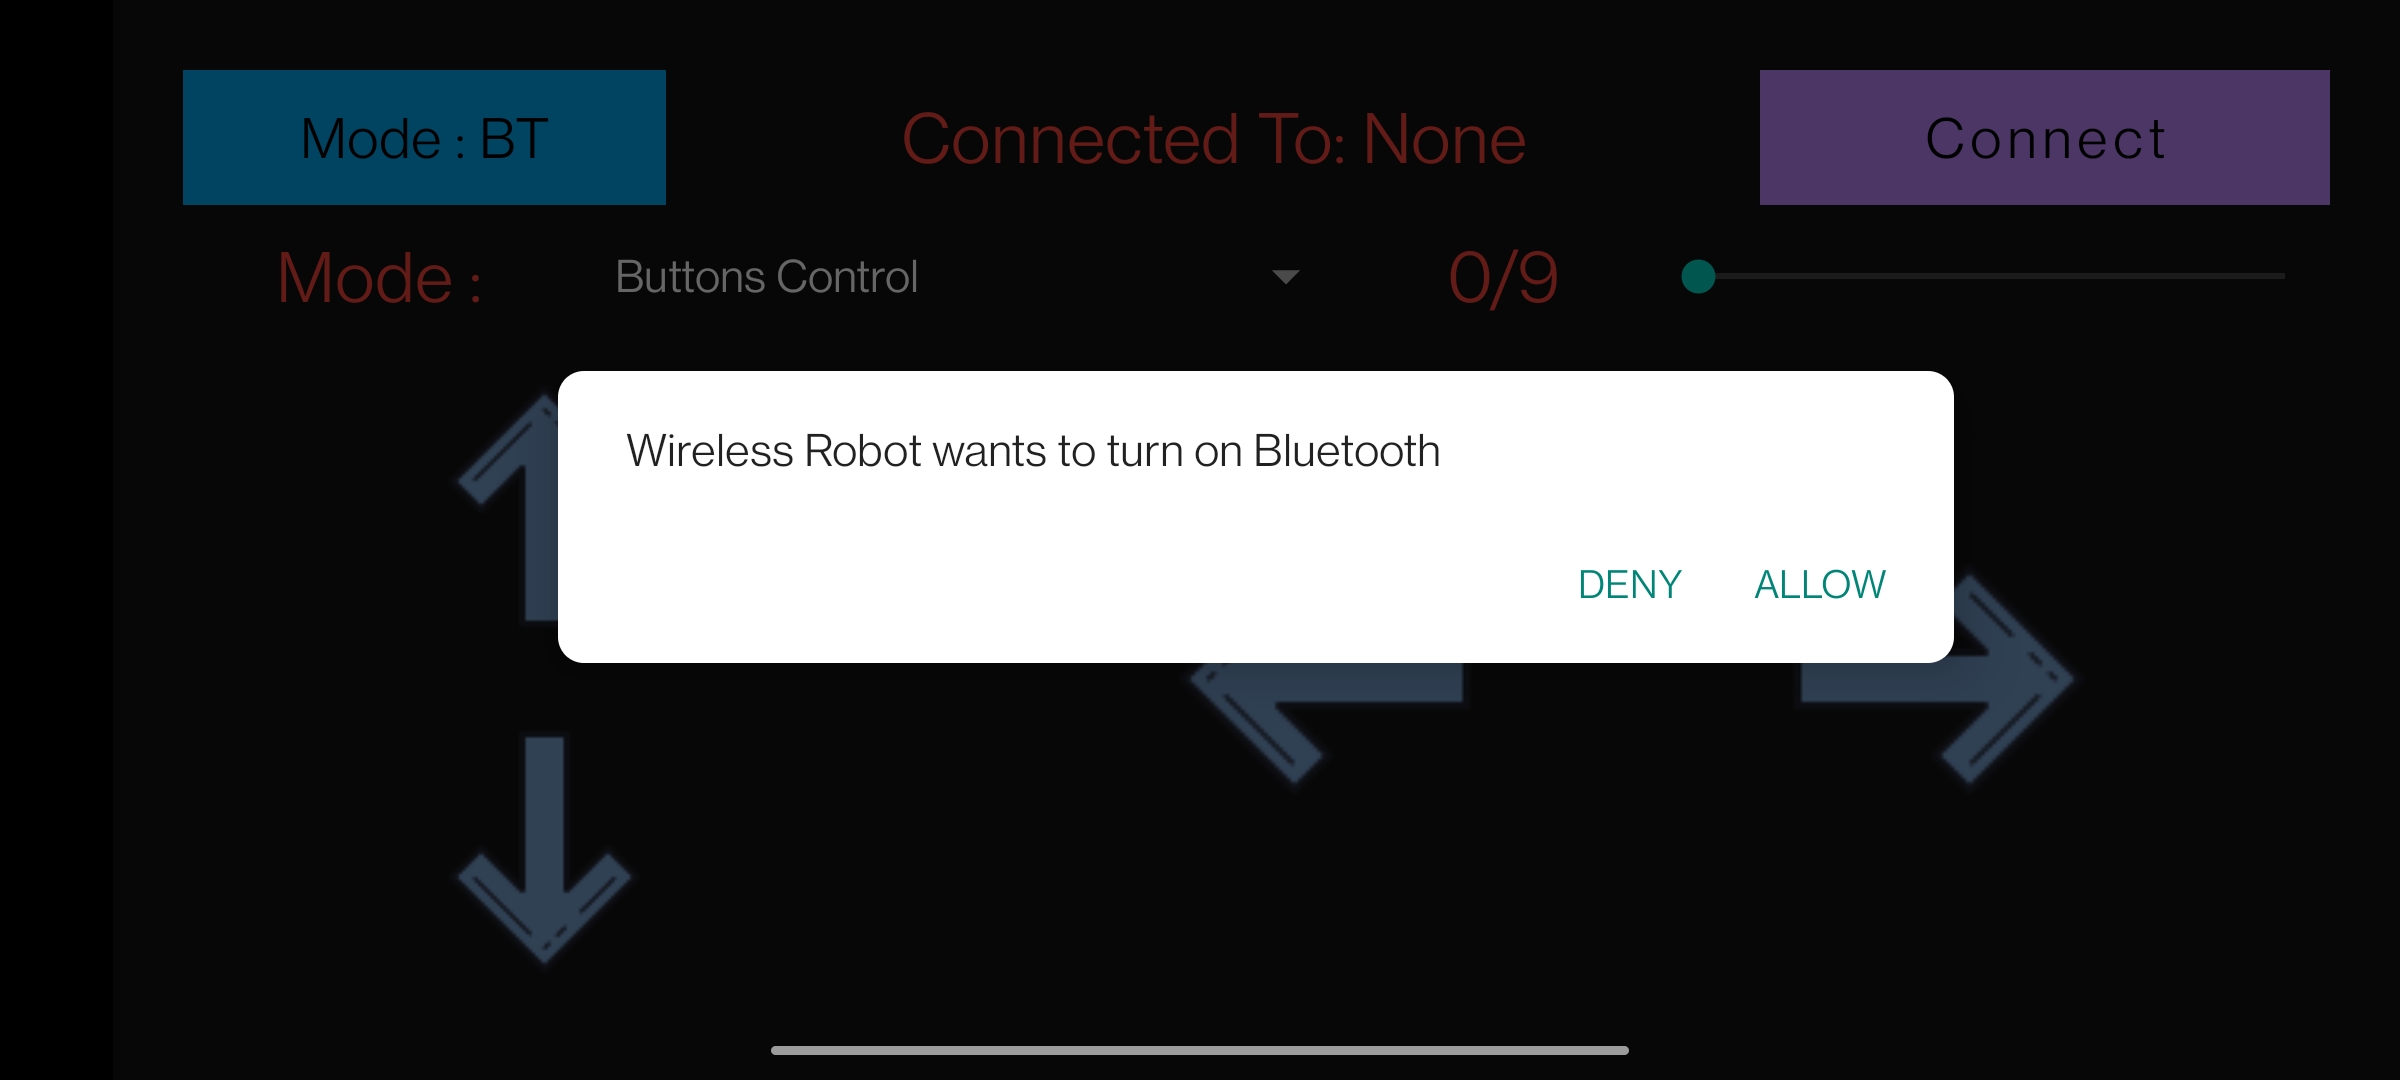 Mode : BT
Connected To: None
Connect
Mode :
Buttons Control
0/9
Wireless Robot wants to turn on Bluetooth
DENY
ALLOW